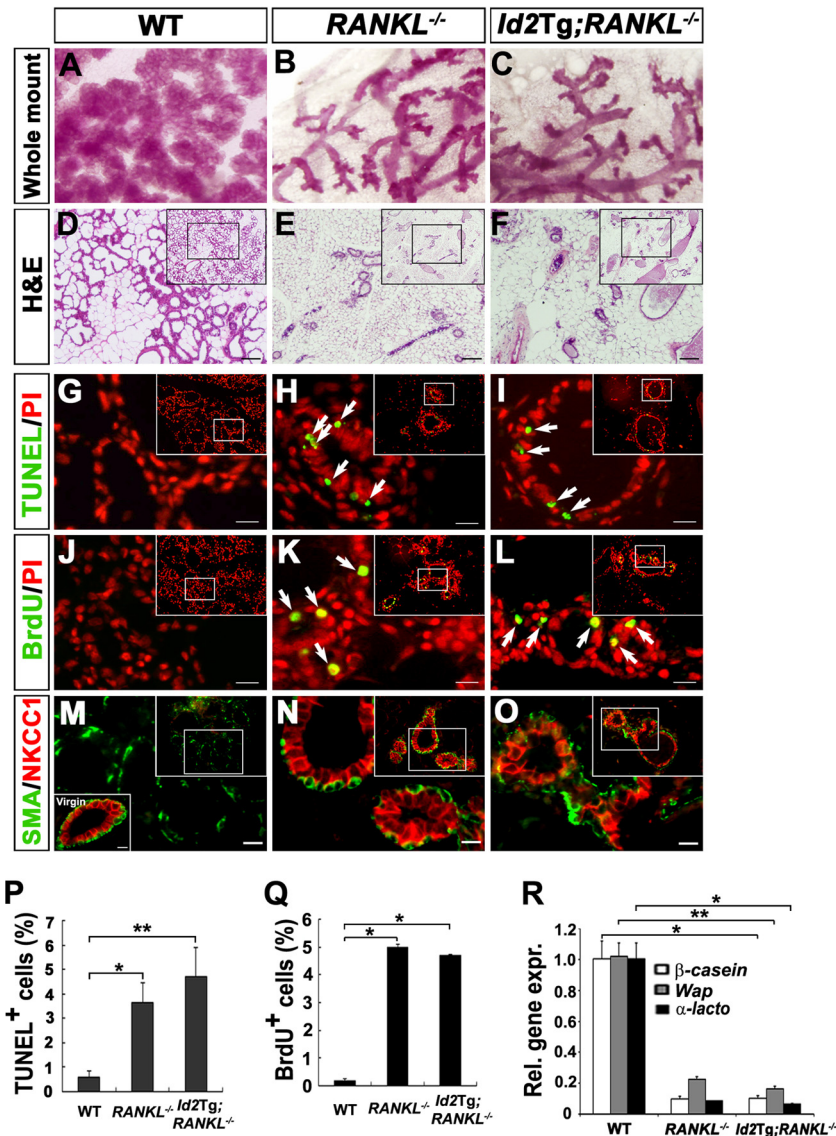 WT
RANKL-/-
Id2Tg;RANKL-/-
Whole mount
A
B
C
H&E
D
E
F
TUNEL/PI
G
H
I
BrdU/PI
J
K
L
SMA/NKCC1
M
N
O
Virgin
P
TUNEL+ cells (%)
7
6
5
4
3
2
1
0
**
*
WT
RANKL-/-
Id2Tg;
RANKL-/-
Q
BrdU+ cells (%)
6
5
4
3
2
1
0
*
*
WT
RANKL-/-
Id2Tg;
RANKL-/-
R
Rel. gene expr.
1.2
1.0
0.8
0.6
0.4
0.2
0
*
**
*
β-casein
Wap
α-lacto
WT
RANKL-/-
Id2Tg;RANKL-/-